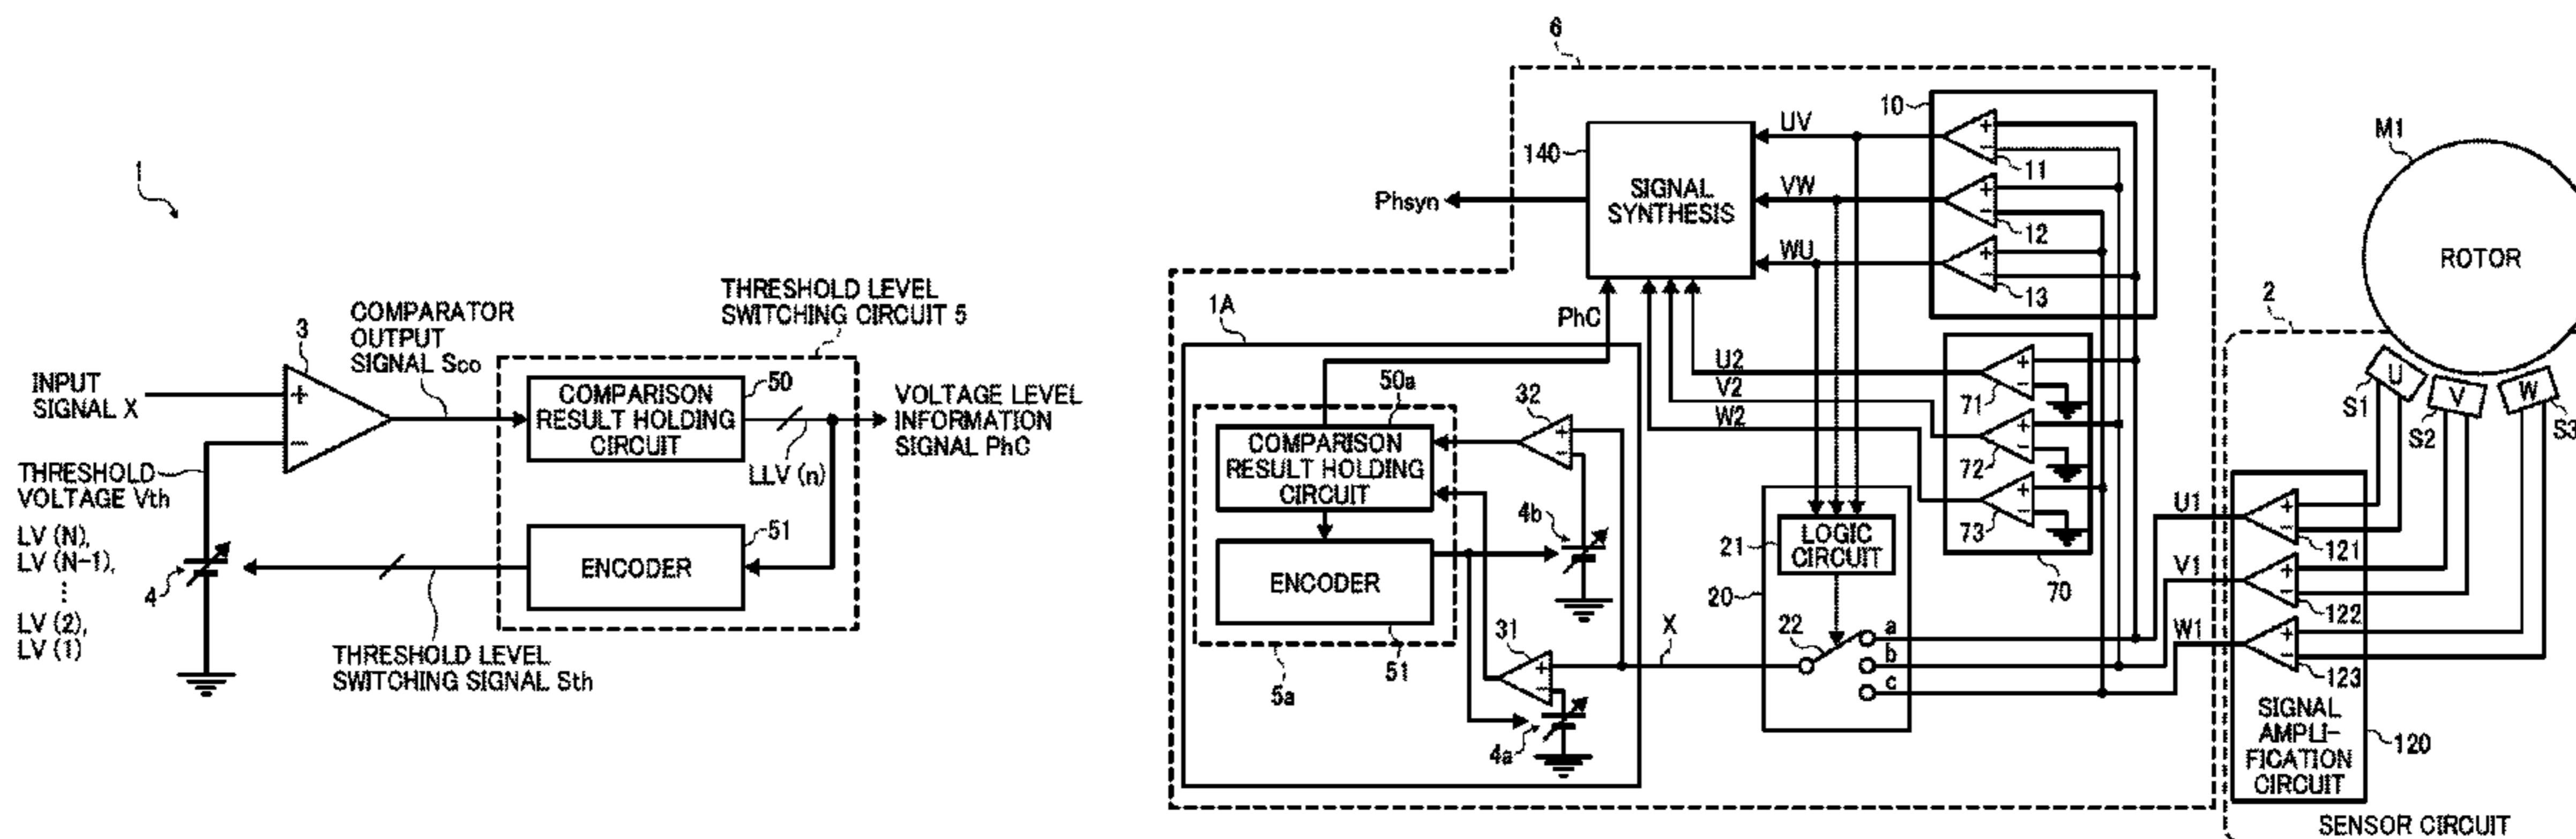 1
INPUT
SIGNAL X
3
COMPARATOR
OUTPUT
SIGNAL Sco
THRESHOLD LEVEL
SWITCHING CIRCUIT 5
+
−
COMPARISON
RESULT HOLDING
CIRCUIT
50
LLV (n)
VOLTAGE LEVEL
INFORMATION
SIGNAL PhC
ENCODER
51
THRESHOLD
VOLTAGE Vth
LV (N),
LV (N-1),
⋮
LV (2),
LV (1)
4
THRESHOLD LEVEL
SWITCHING SIGNAL Sth
6
140
SIGNAL
SYNTHESIS
Phsyn
UV
VW
WU
10
+
−
11
+
−
12
+
−
13
PhC
U2
V2
W2
+
−
71
+
−
72
+
−
73
70
1A
50a
COMPARISON
RESULT HOLDING
CIRCUIT
ENCODER
51
5a
32
+
−
4b
31
+
−
4a
X
20
21
LOGIC
CIRCUIT
22
a
b
c
M1
ROTOR
2
U
V
W
S1
S2
S3
U1
V1
W1
+
−
121
+
−
122
+
−
123
SIGNAL
AMPLI-
FICATION
CIRCUIT
120
SENSOR CIRCUIT